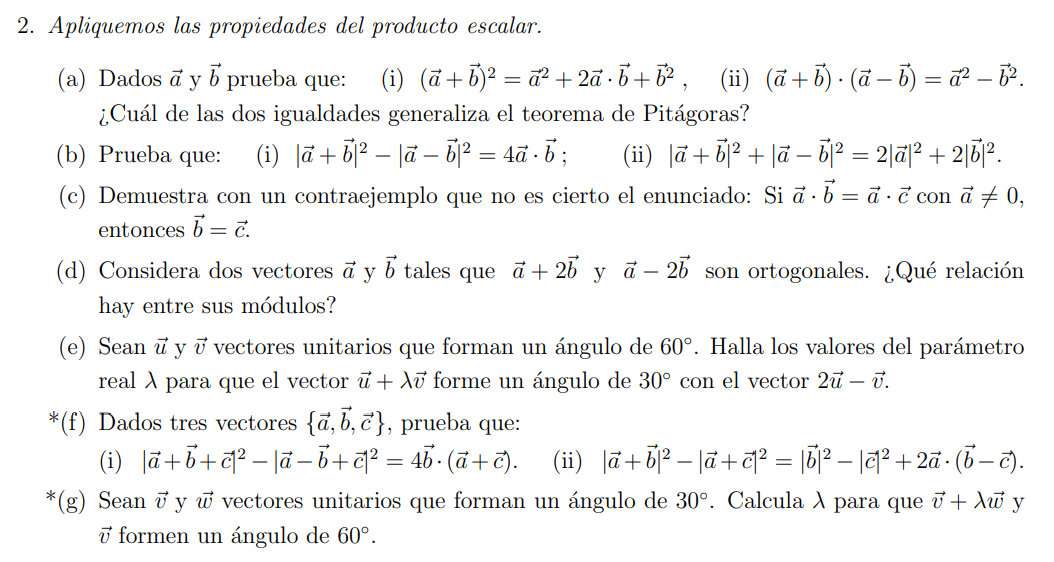 2. Apliquemos las propiedades del producto escalar.
(a) Dados $\vec{a}$ y $\vec{b}$ prueba que: (i) $(\vec{a}+\vec{b})^2 = \vec{a}^2 + 2\vec{a}\cdot\vec{b} + \vec{b}^2$ , (ii) $(\vec{a}+\vec{b})\cdot(\vec{a}-\vec{b}) = \vec{a}^2 - \vec{b}^2$.
¿Cuál de las dos igualdades generaliza el teorema de Pitágoras?
(b) Prueba que: (i) $|\vec{a}+\vec{b}|^2 - |\vec{a}-\vec{b}|^2 = 4\vec{a}\cdot\vec{b}$ ; (ii) $|\vec{a}+\vec{b}|^2 + |\vec{a}-\vec{b}|^2 = 2|\vec{a}|^2 + 2|\vec{b}|^2$.
(c) Demuestra con un contraejemplo que no es cierto el enunciado: Si $\vec{a}\cdot\vec{b} = \vec{a}\cdot\vec{c}$ con $\vec{a} \neq 0$,
entonces $\vec{b} = \vec{c}$.
(d) Considera dos vectores $\vec{a}$ y $\vec{b}$ tales que $\vec{a}+2\vec{b}$ y $\vec{a}-2\vec{b}$ son ortogonales. ¿Qué relación
hay entre sus módulos?
(e) Sean $\vec{u}$ y $\vec{v}$ vectores unitarios que forman un ángulo de 60°. Halla los valores del parámetro
real λ para que el vector $\vec{u}+\lambda\vec{v}$ forme un ángulo de 30° con el vector $2\vec{u}-\vec{v}$.
*(f) Dados tres vectores $\{\vec{a},\vec{b},\vec{c}\}$, prueba que:
(i) $|\vec{a}+\vec{b}+\vec{c}|^2 - |\vec{a}-\vec{b}+\vec{c}|^2 = 4\vec{b}\cdot(\vec{a}+\vec{c})$. (ii) $|\vec{a}+\vec{b}|^2 - |\vec{a}+\vec{c}|^2 = |\vec{b}|^2 - |\vec{c}|^2 + 2\vec{a}\cdot(\vec{b}-\vec{c})$.
*(g) Sean $\vec{v}$ y $\vec{w}$ vectores unitarios que forman un ángulo de 30°. Calcula λ para que $\vec{v}+\lambda\vec{w}$ y
$\vec{v}$ formen un ángulo de 60°.